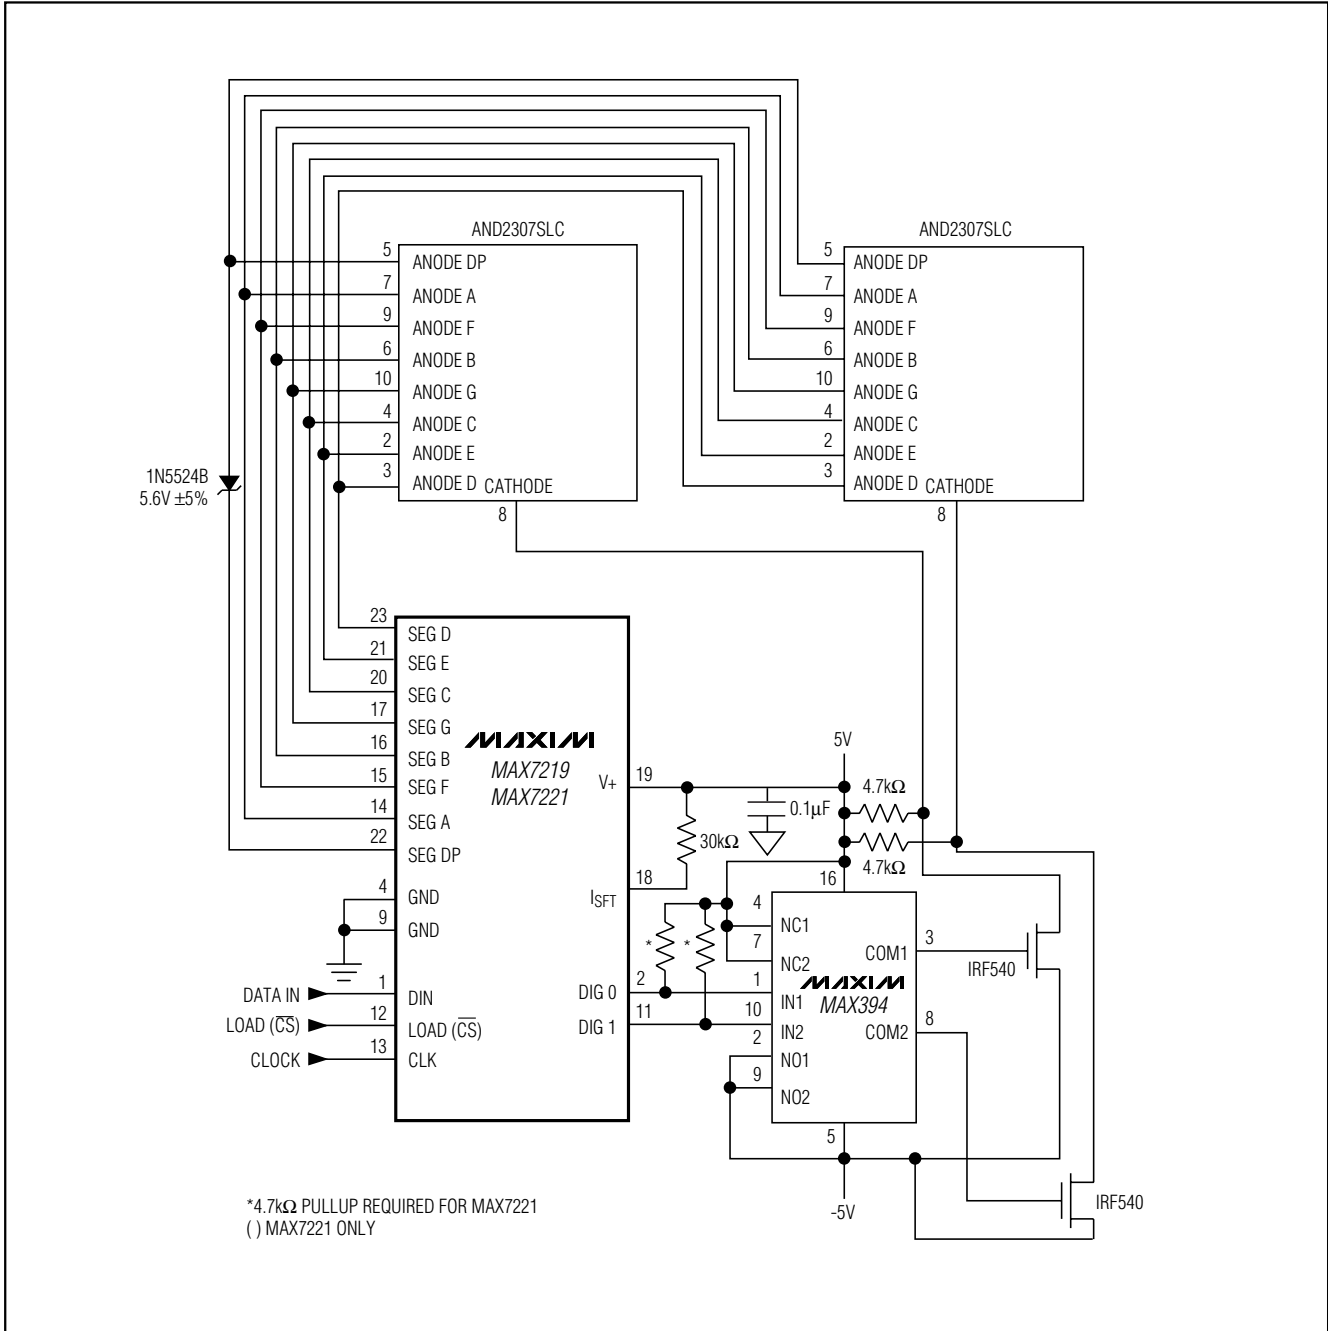 AND2307SLC
5 ANODE DP
7 ANODE A
9 ANODE F
6 ANODE B
10 ANODE G
4 ANODE C
2 ANODE E
3 ANODE D CATHODE
8
AND2307SLC
5 ANODE DP
7 ANODE A
9 ANODE F
6 ANODE B
10 ANODE G
4 ANODE C
2 ANODE E
3 ANODE D CATHODE
8
1N5524B
5.6V ±5%
23 SEG D
21 SEG E
20 SEG C
17 SEG G
16 SEG B
15 SEG F
14 SEG A
22 SEG DP
4 GND
9 GND
DATA IN 1 DIN
LOAD (C̅S̅) 12 LOAD (C̅S̅)
CLOCK 13 CLK
MAXIM
MAX7219
MAX7221
V+ 19
ISFT 18
DIG 0 2
DIG 1 11
30kΩ
0.1µF
5V
4.7kΩ
4.7kΩ
* *
16
4 NC1
7 NC2
1 IN1
10 IN2
2 NO1
9 NO2
MAXIM
MAX394
COM1 3
COM2 8
5
-5V
IRF540
IRF540
*4.7kΩ PULLUP REQUIRED FOR MAX7221
( ) MAX7221 ONLY